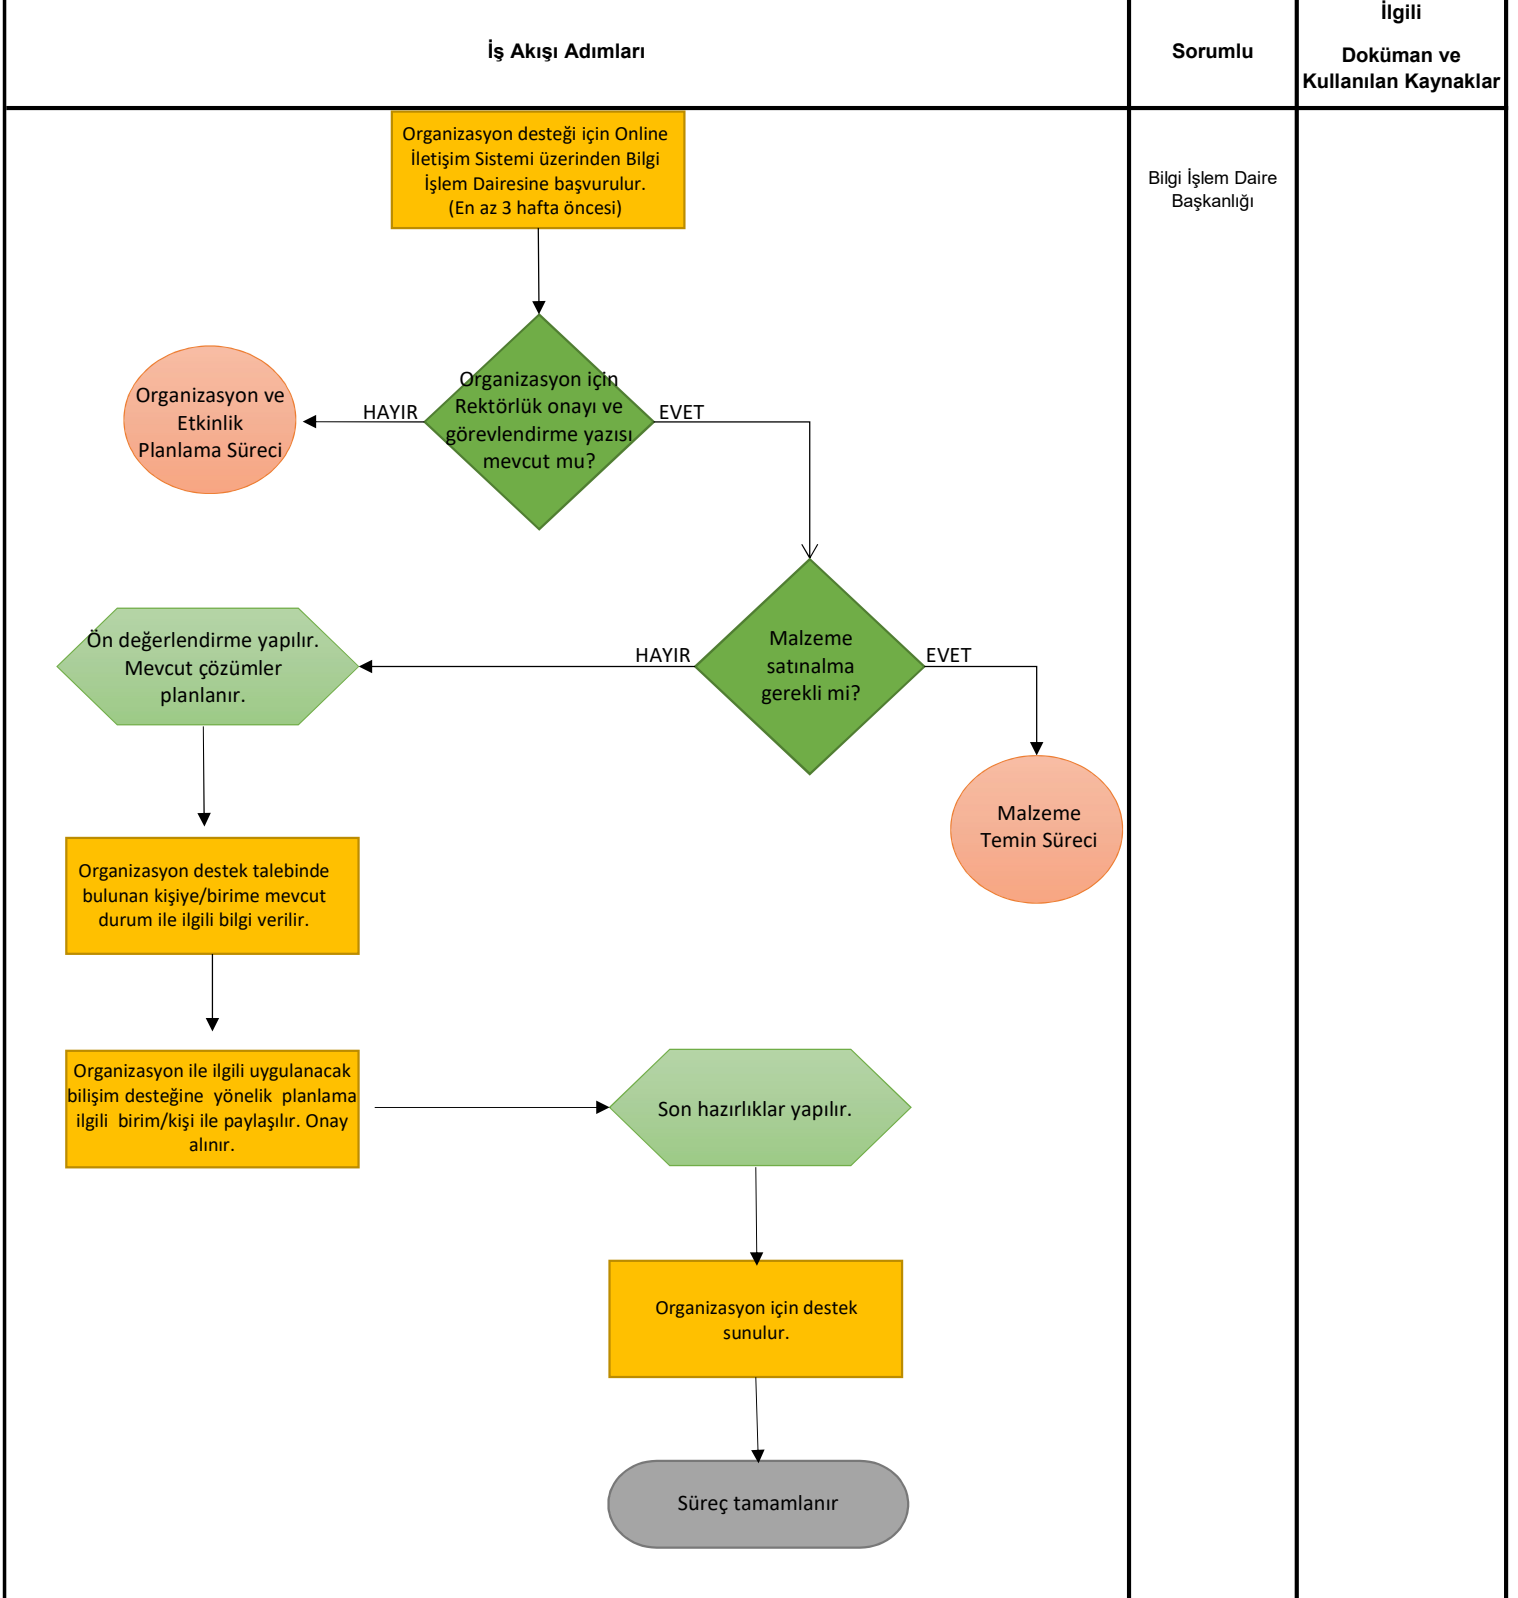 İş Akışı Adımları
Sorumlu
İlgili
Doküman ve
Kullanılan Kaynaklar
Organizasyon desteği için Online
İletişim Sistemi üzerinden Bilgi
İşlem Dairesine başvurulur.
(En az 3 hafta öncesi)
Bilgi İşlem Daire
Başkanlığı
Organizasyon için
Rektörlük onayı ve
görevlendirme yazısı
mevcut mu?
HAYIR
EVET
Organizasyon ve
Etkinlik
Planlama Süreci
Malzeme
satınalma
gerekli mi?
HAYIR
EVET
Ön değerlendirme yapılır.
Mevcut çözümler
planlanır.
Malzeme
Temin Süreci
Organizasyon destek talebinde
bulunan kişiye/birime mevcut
durum ile ilgili bilgi verilir.
Organizasyon ile ilgili uygulanacak
bilişim desteğine  yönelik  planlama
ilgili  birim/kişi ile paylaşılır. Onay
alınır.
Son hazırlıklar yapılır.
Organizasyon için destek
sunulur.
Süreç tamamlanır